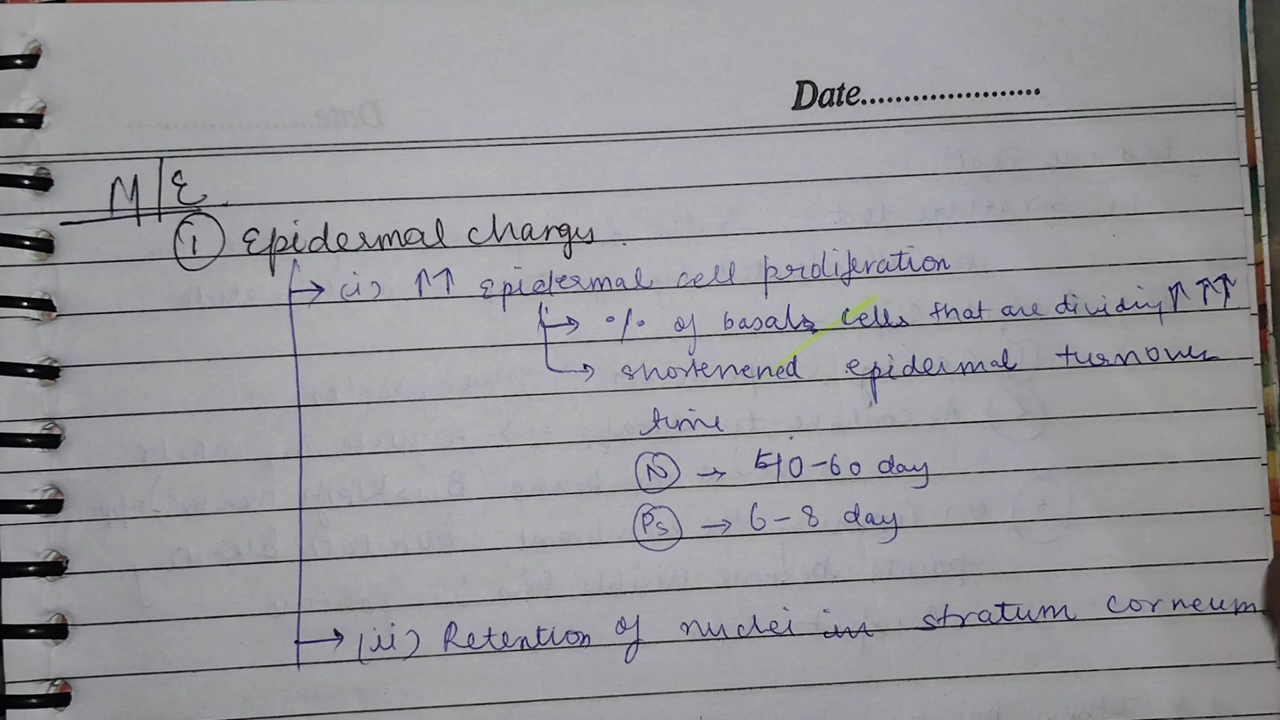 Date....................
M/E.
① Epidermal changes.
→ (i) ↑↑ epidermal cell proliferation
→ % of basal cells that are dividing ↑↑↑
→ shortenened epidermal turnover
time
(N) → 40-60 day
(Ps) → 6-8 day
→ (ii) Retention of nuclei in stratum corneum